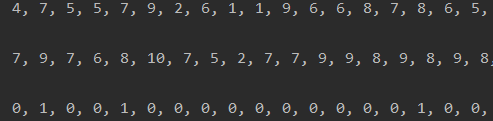 4, 7, 5, 5, 7, 9, 2, 6, 1, 1, 9, 6, 6, 8, 7, 8, 6, 5,
7, 9, 7, 6, 8, 10, 7, 5, 2, 7, 7, 9, 9, 8, 9, 8, 9, 8,
0, 1, 0, 0, 1, 0, 0, 0, 0, 0, 0, 0, 0, 0, 0, 1, 0, 0,